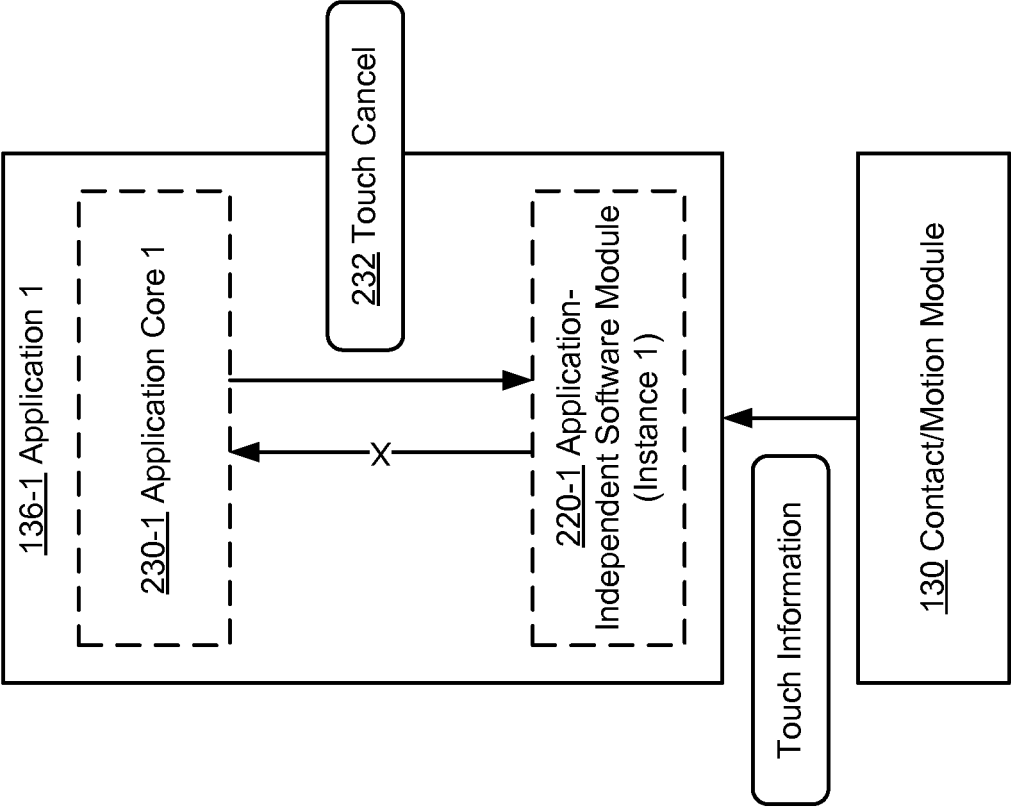 136-1 Application 1
230-1 Application Core 1
232 Touch Cancel
X
220-1 Application-
Independent Software Module
(Instance 1)
Touch Information
130 Contact/Motion Module